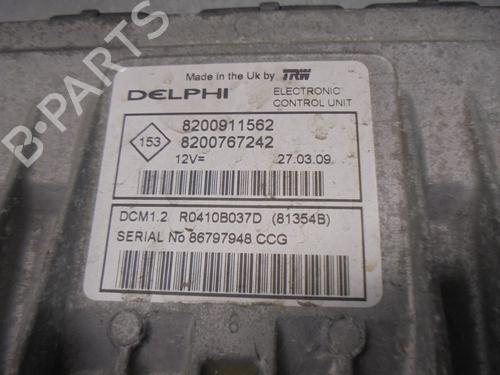 Made in the Uk by TRW
DELPHI
ELECTRONIC
CONTROL UNIT
153
8200911562
8200767242
12V=
27.03.09
DCM1.2 R0410B037D (81354B)
SERIAL No 86797948 CCG
6
B-PARTS